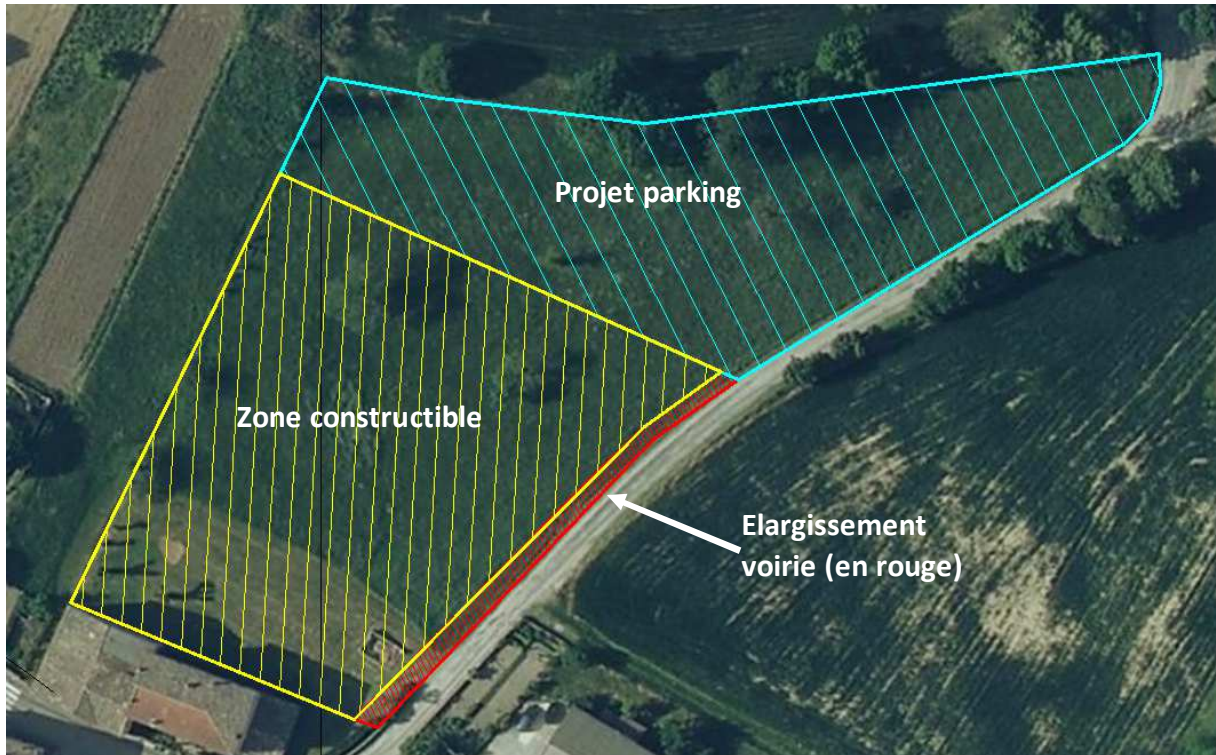 Projet parking
Zone constructible
Elargissement
voirie (en rouge)